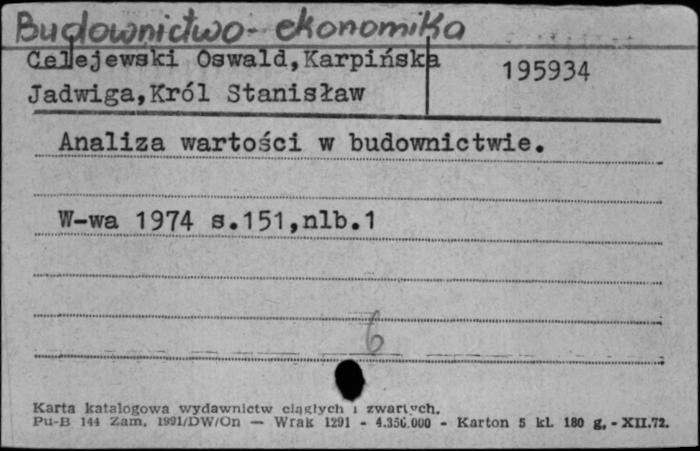 Budownictwo - ekonomika
Celejewski Oswald,Karpińska
Jadwiga,Król Stanisław
195934
Analiza wartości w budownictwie.
W-wa 1974 s.151,nlb.1
6
Karta katalogowa wydawnictw ciągłych i zwartych.
Pu-B 144 Zam. 1991/DW/On — Wrak 1291 - 4.350.000 - Karton 5 kl. 180 g. - XII.72.